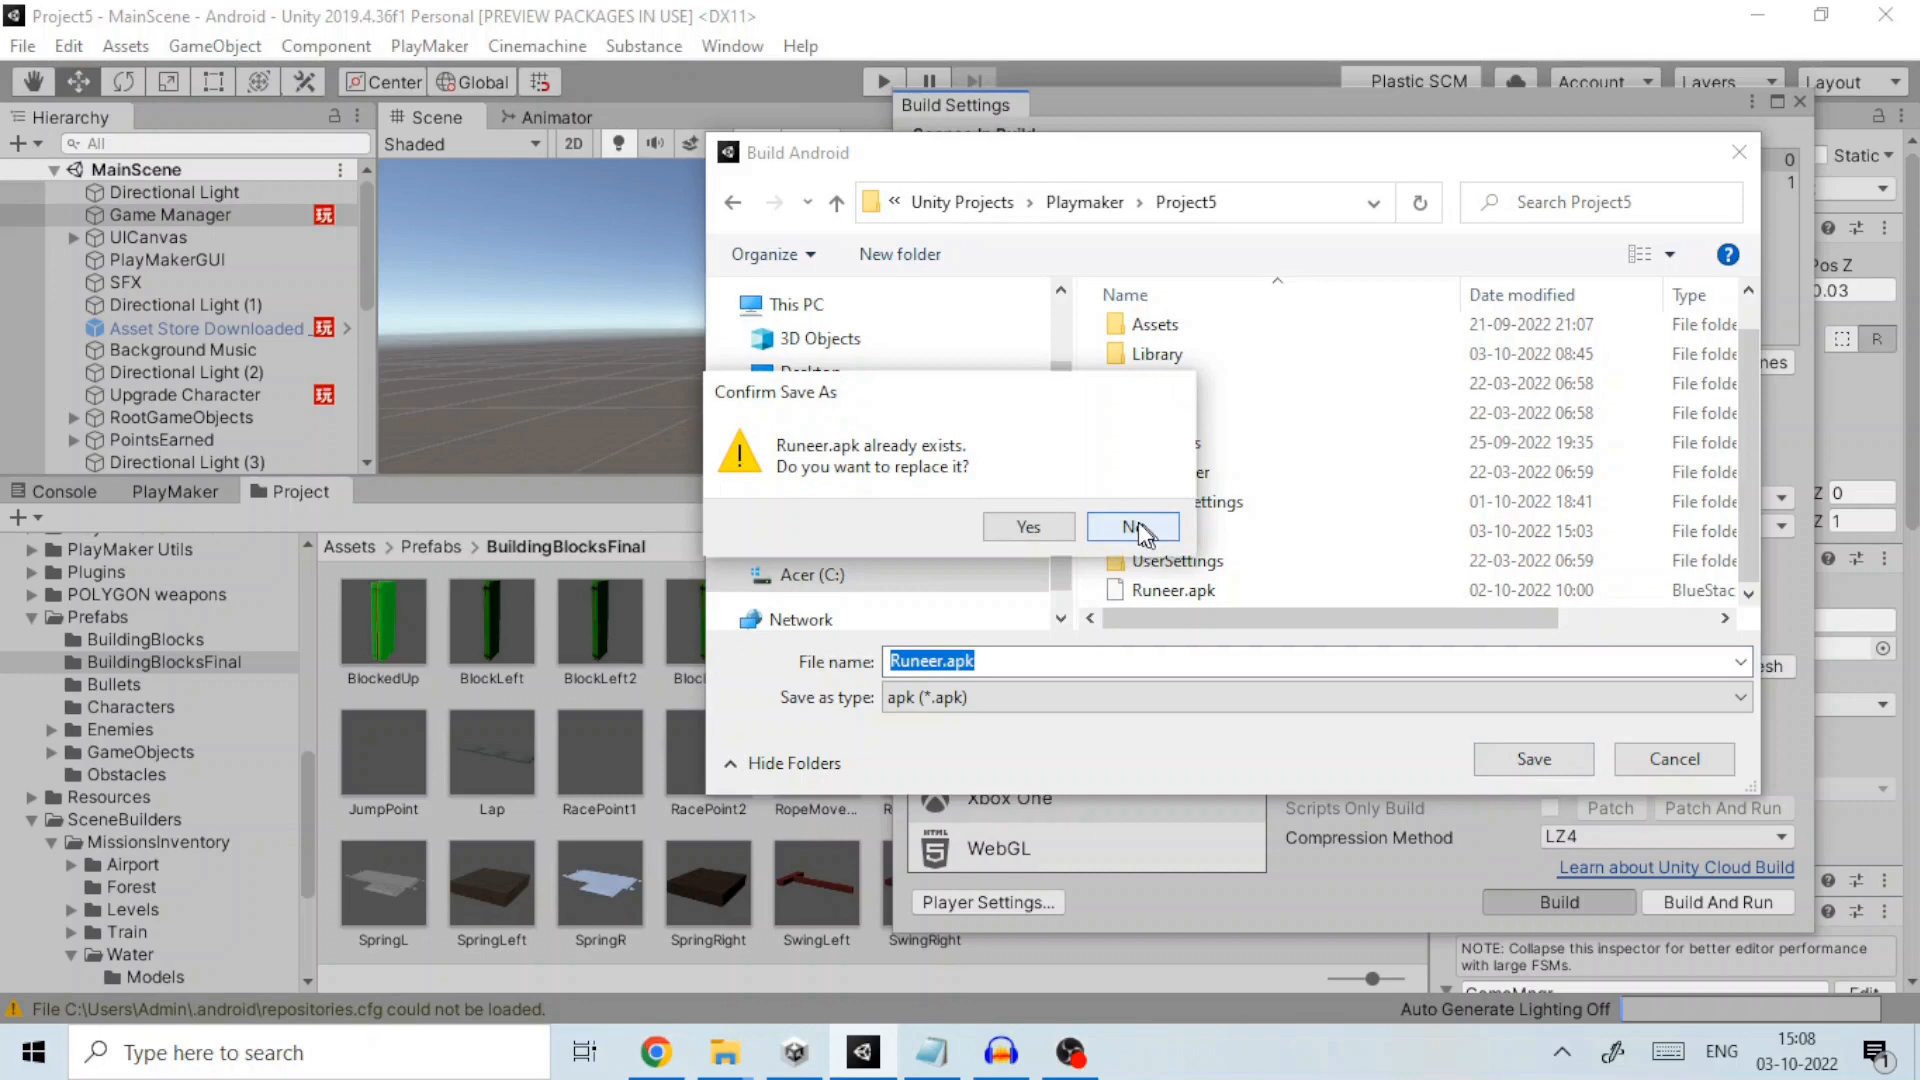 Project5 - MainScene - Android - Unity 2019.4.36f1 Personal [PREVIEW PACKAGES IN USE] <DX11>
File Edit Assets GameObject Component PlayMaker Cinemachine Substance Window Help
Center Global Plastic SCM Account Layers Layout
Hierarchy Scene Animator
All Shaded 2D
MainScene
Directional Light
Game Manager 玩
UICanvas
PlayMakerGUI
SFX
Directional Light (1)
Asset Store Downloaded 玩
Background Music
Directional Light (2)
Upgrade Character 玩
RootGameObjects
PointsEarned
Directional Light (3)
Build Settings
0
1
Static
Pos Z
0.03
R
Build Android
« Unity Projects › Playmaker › Project5
Search Project5
Organize New folder
This PC
3D Objects
Desktop
Acer (C:)
Network
Name Date modified Type
Assets 21-09-2022 21:07 File folde
Library 03-10-2022 08:45 File folde
22-03-2022 06:58 File folde
22-03-2022 06:58 File folde
25-09-2022 19:35 File folde
22-03-2022 06:59 File folde
ettings 01-10-2022 18:41 File folde
03-10-2022 15:03 File folde
UserSettings 22-03-2022 06:59 File folde
Runeer.apk 02-10-2022 10:00 BlueStac
Confirm Save As
Runeer.apk already exists.
Do you want to replace it?
Yes No
File name: Runeer.apk
Save as type: apk (*.apk)
Hide Folders
Save Cancel
Z 0
Z 1
Console PlayMaker Project
PlayMaker Utils
Plugins
POLYGON weapons
Prefabs
BuildingBlocks
BuildingBlocksFinal
Bullets
Characters
Enemies
GameObjects
Obstacles
Resources
SceneBuilders
MissionsInventory
Airport
Forest
Levels
Train
Water
Models
Assets > Prefabs > BuildingBlocksFinal
BlockedUp BlockLeft BlockLeft2
JumpPoint Lap RacePoint1 RacePoint2 RopeMove...
SpringL SpringLeft SpringR SpringRight SwingLeft SwingRight
Xbox One
HTML
5
WebGL
Player Settings...
Scripts Only Build Patch Patch And Run
Compression Method LZ4
Learn about Unity Cloud Build
Build Build And Run
NOTE: Collapse this inspector for better editor performance
with large FSMs.
File C:\Users\Admin\.android\repositories.cfg could not be loaded.
Auto Generate Lighting Off
Type here to search
ENG
15:08
03-10-2022
1